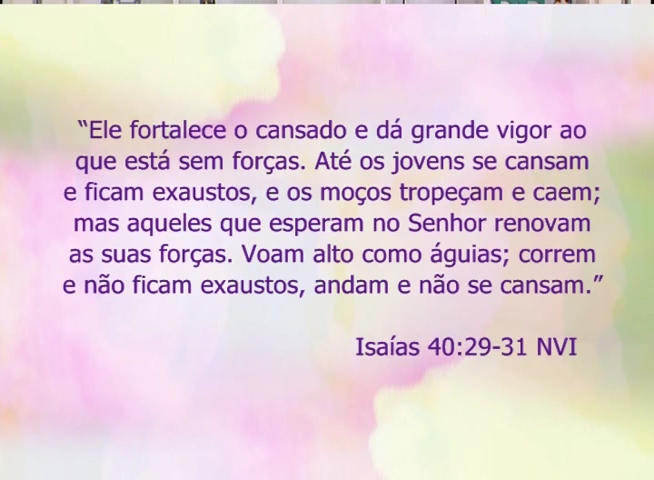 “Ele fortalece o cansado e dá grande vigor ao
que está sem forças. Até os jovens se cansam
e ficam exaustos, e os moços tropeçam e caem;
mas aqueles que esperam no Senhor renovam
as suas forças. Voam alto como águias; correm
e não ficam exaustos, andam e não se cansam.”
Isaías 40:29-31 NVI